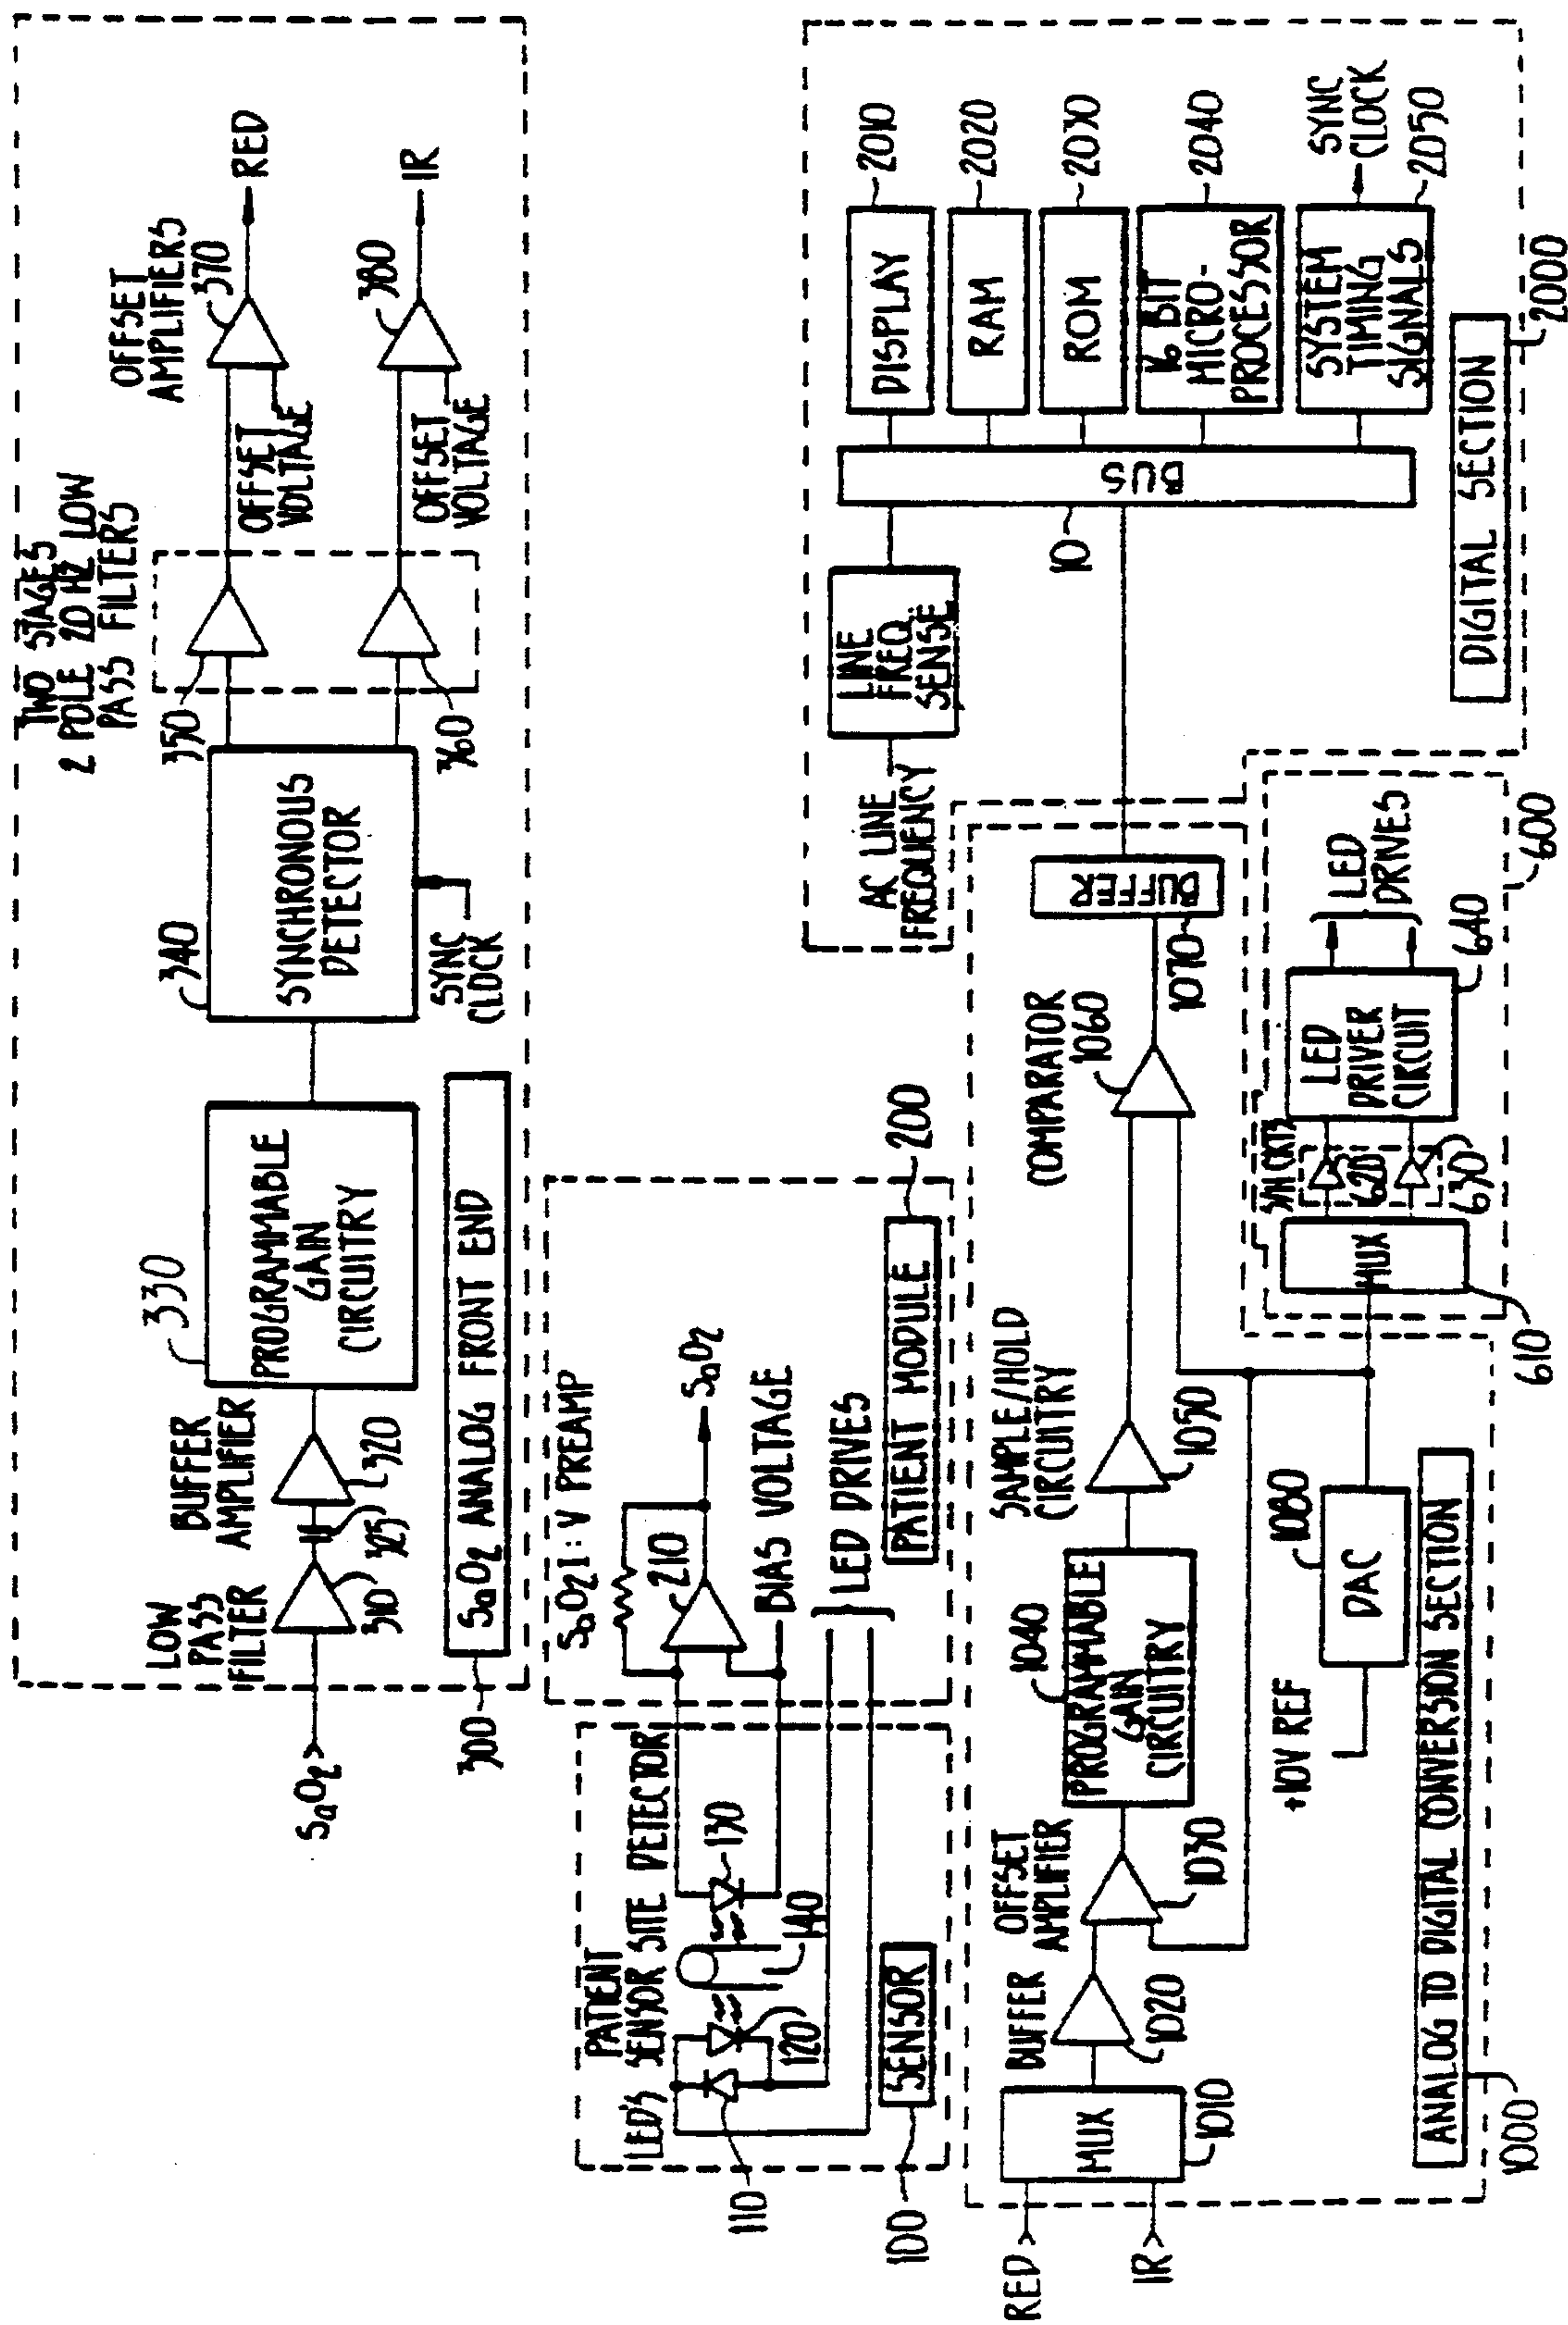 TWO STAGES
2 POLE 20 HZ LOW
PASS FILTERS
OFFSET
AMPLIFIERS
LOW
PASS
FILTER
BUFFER
AMPLIFIER
330
PROGRAMMABLE
GAIN
CIRCUITRY
340
SYNCHRONOUS
DETECTOR
350
370
RED
OFFSET
VOLTAGE
380
IR
OFFSET
VOLTAGE
360
SaO2
310
325
320
SYNC
CLOCK
300
SaO2 ANALOG FRONT END
PATIENT
LED'S SENSOR SITE DETECTOR
110
120
140
130
100
SENSOR
SaO2 I:V PREAMP
210
SaO2
BIAS VOLTAGE
LED DRIVES
PATIENT MODULE
200
AC LINE
FREQUENCY
LINE
FREQ.
SENSE
10
BUS
DISPLAY
2010
RAM
2020
ROM
2030
16 BIT
MICRO-
PROCESSOR
2040
SYSTEM
TIMING
SIGNALS
SYNC
CLOCK
2050
DIGITAL SECTION
2000
RED
IR
MUX
1010
BUFFER
1020
OFFSET
AMPLIFIER
1030
1040
PROGRAMMABLE
GAIN
CIRCUITRY
SAMPLE/HOLD
CIRCUITRY
1050
COMPARATOR
1060
BUFFER
1070
+10V REF
1080
DAC
ANALOG TO DIGITAL CONVERSION SECTION
1000
MUX
610
S/H CKTS
620
630
LED
DRIVER
CIRCUIT
640
LED
DRIVES
600